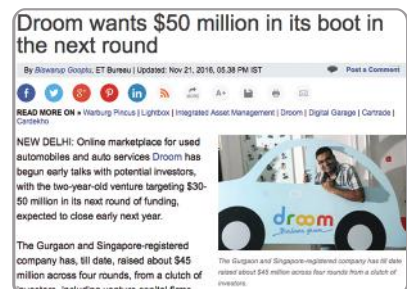 Droom wants $50 million in its boot in
the next round
By Biswarup Gooptu, ET Bureau | Updated: Nov 21, 2016, 05.38 PM IST
Post a Comment
READ MORE ON » Warburg Pincus | Lightbox | Integrated Asset Management | Droom | Digital Garage | Cartrade |
Cardekho
NEW DELHI: Online marketplace for used
automobiles and auto services Droom has
begun early talks with potential investors,
with the two-year-old venture targeting $30-
50 million in its next round of funding,
expected to close early next year.
The Gurgaon and Singapore-registered
company has, till date, raised about $45
million across four rounds, from a clutch of
investors, including venture capital firms
droom
The Gurgaon and Singapore-registered company has till date
raised about $45 million across four rounds from a clutch of
investors.